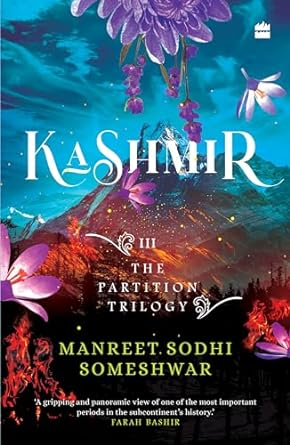 KASHMIR
III
THE
PARTITION
TRILOGY
MANREET SODHI
SOMESHWAR
'A gripping and panoramic view of one of the most important
periods in the subcontinent's history.'
FARAH BASHIR